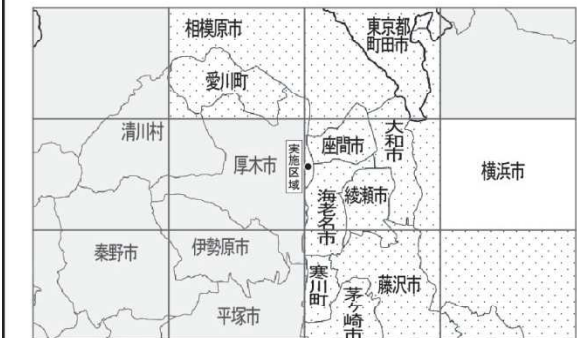 相模原市
東京都
町田市
愛川町
清川村
厚木市
実施区域
座間市
大和市
横浜市
海老名市
綾瀬市
秦野市
伊勢原市
寒川町
藤沢市
平塚市
茅ヶ崎市